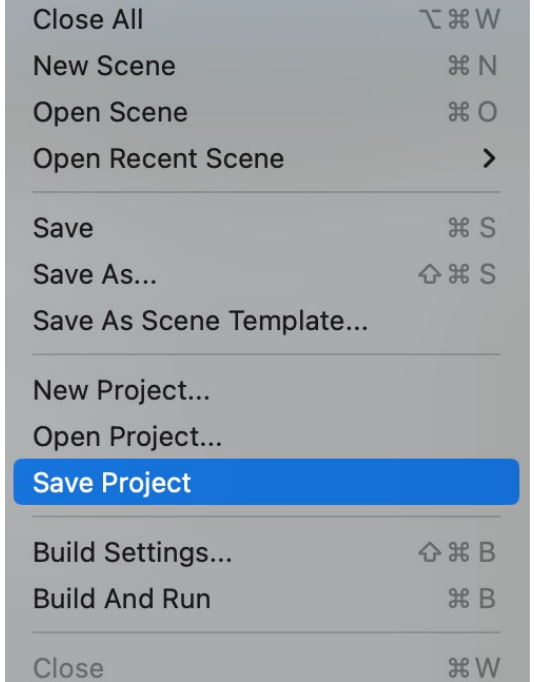 Close All ⌥⌘W
New Scene ⌘N
Open Scene ⌘O
Open Recent Scene >
Save ⌘S
Save As... ⇧⌘S
Save As Scene Template...
New Project...
Open Project...
Save Project
Build Settings... ⇧⌘B
Build And Run ⌘B
Close ⌘W